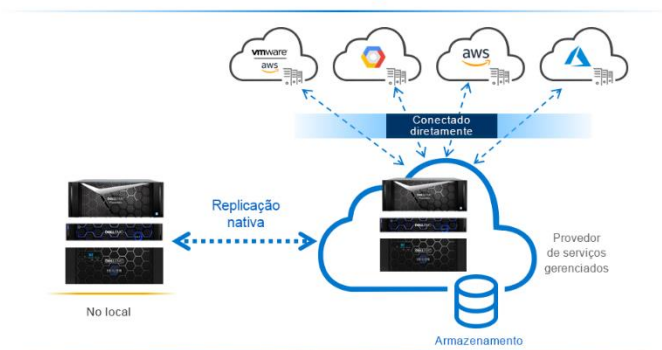 vmware
aws
aws
Conectado
diretamente
Replicação
nativa
Provedor
de serviços
gerenciados
No local
Armazenamento